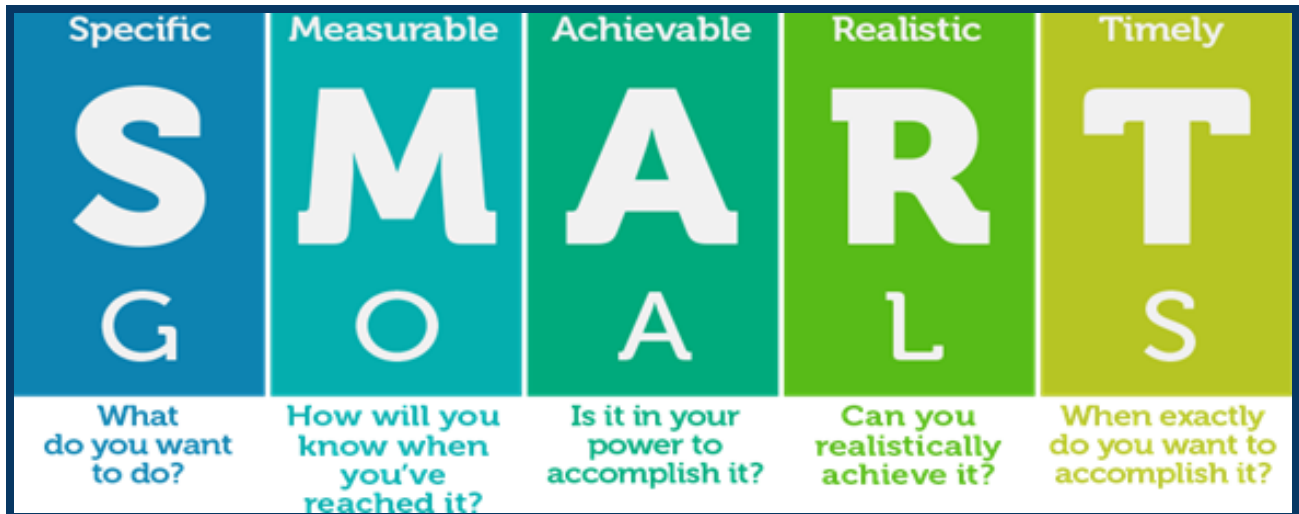 Specific
Measurable
Achievable
Realistic
Timely
S
M
A
R
T
G
O
A
L
S
What
do you want
to do?
How will you
know when
you've
reached it?
Is it in your
power to
accomplish it?
Can you
realistically
achieve it?
When exactly
do you want to
accomplish it?